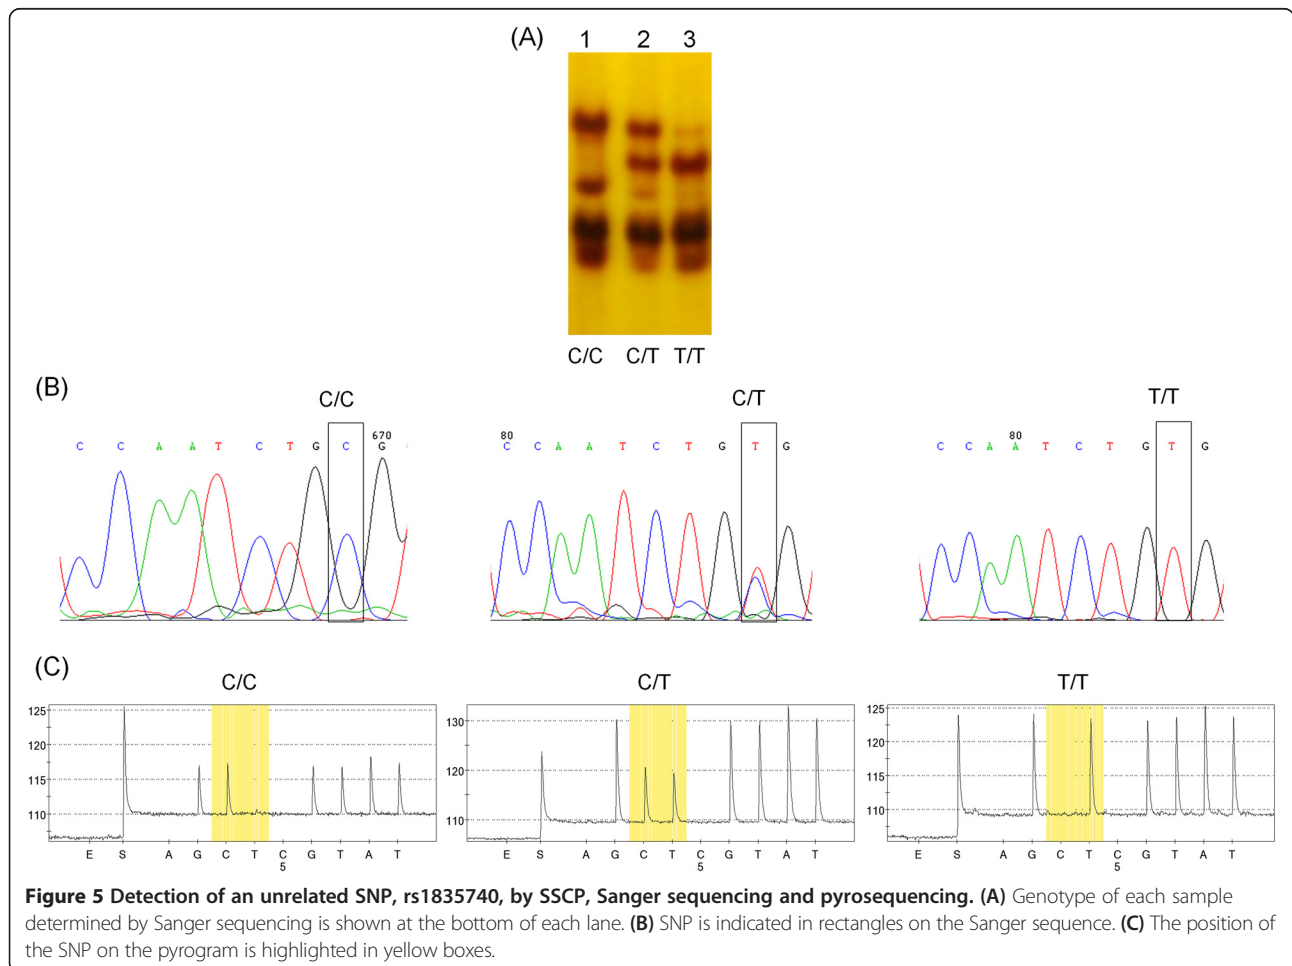 (A) 1 2 3
C/C C/T T/T
(B)
C/C C/T T/T
670
80
80
C C A A T C T G C G
C C A A T C T G T G
C C A A T C T G T G
(C)
C/C C/T T/T
125
120
115
110
E S A G C T C G T A T
5
130
120
110
E S A G C T C G T A T
5
125
120
115
110
E S A G C T C G T A T
5
Figure 5 Detection of an unrelated SNP, rs1835740, by SSCP, Sanger sequencing and pyrosequencing. (A) Genotype of each sample
determined by Sanger sequencing is shown at the bottom of each lane. (B) SNP is indicated in rectangles on the Sanger sequence. (C) The position of
the SNP on the pyrogram is highlighted in yellow boxes.